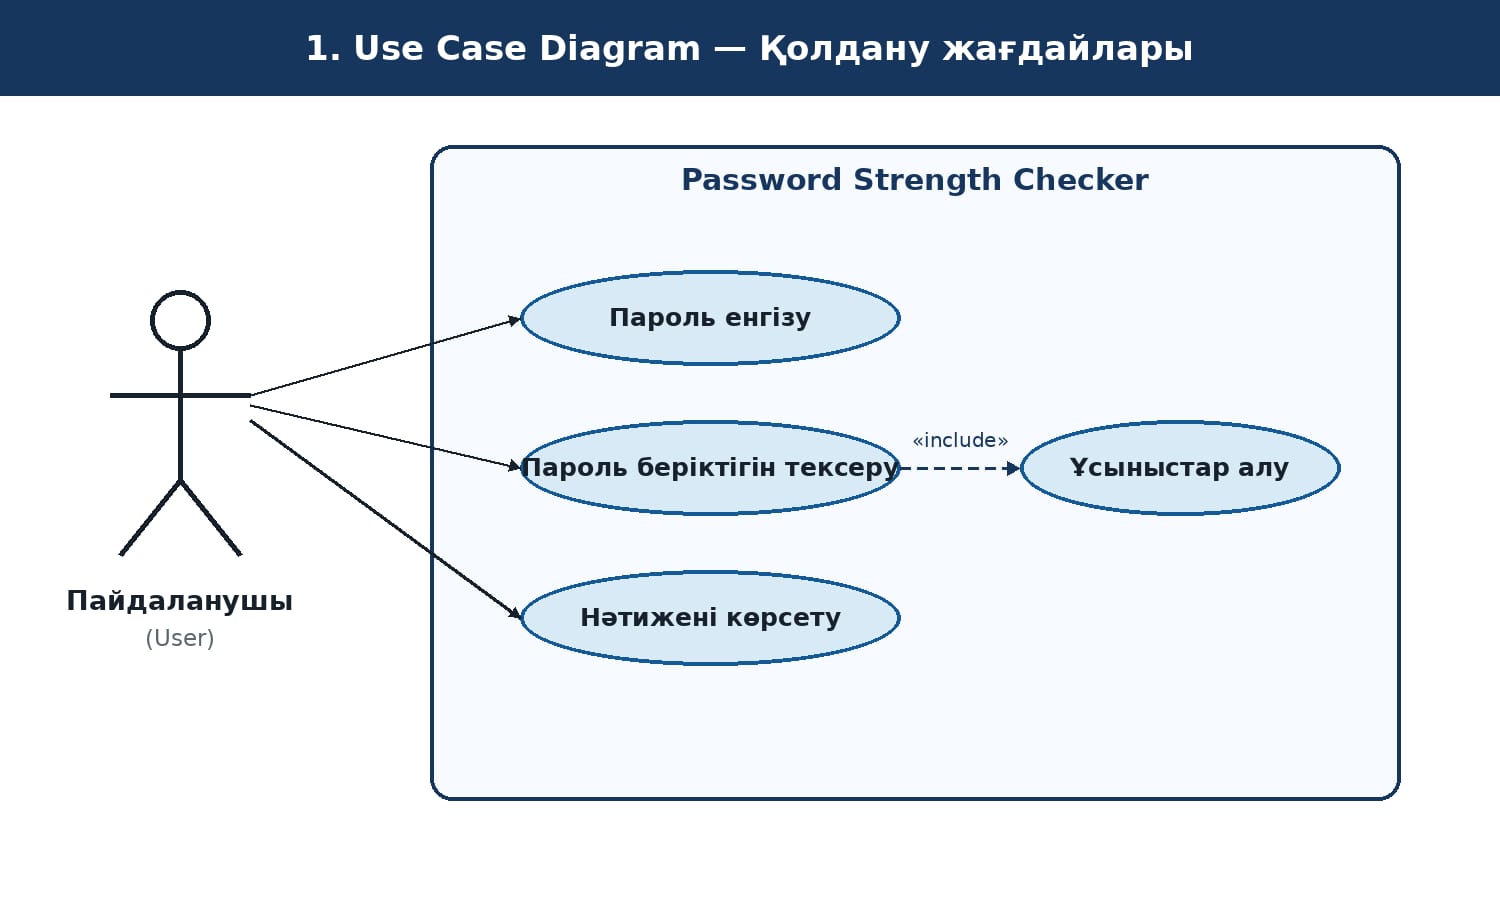 1. Use Case Diagram — Қолдану жағдайлары
Password Strength Checker
Пароль енгізу
Пароль беріктігін тексеру
«include»
Ұсыныстар алу
Нәтижені көрсету
Пайдаланушы
(User)